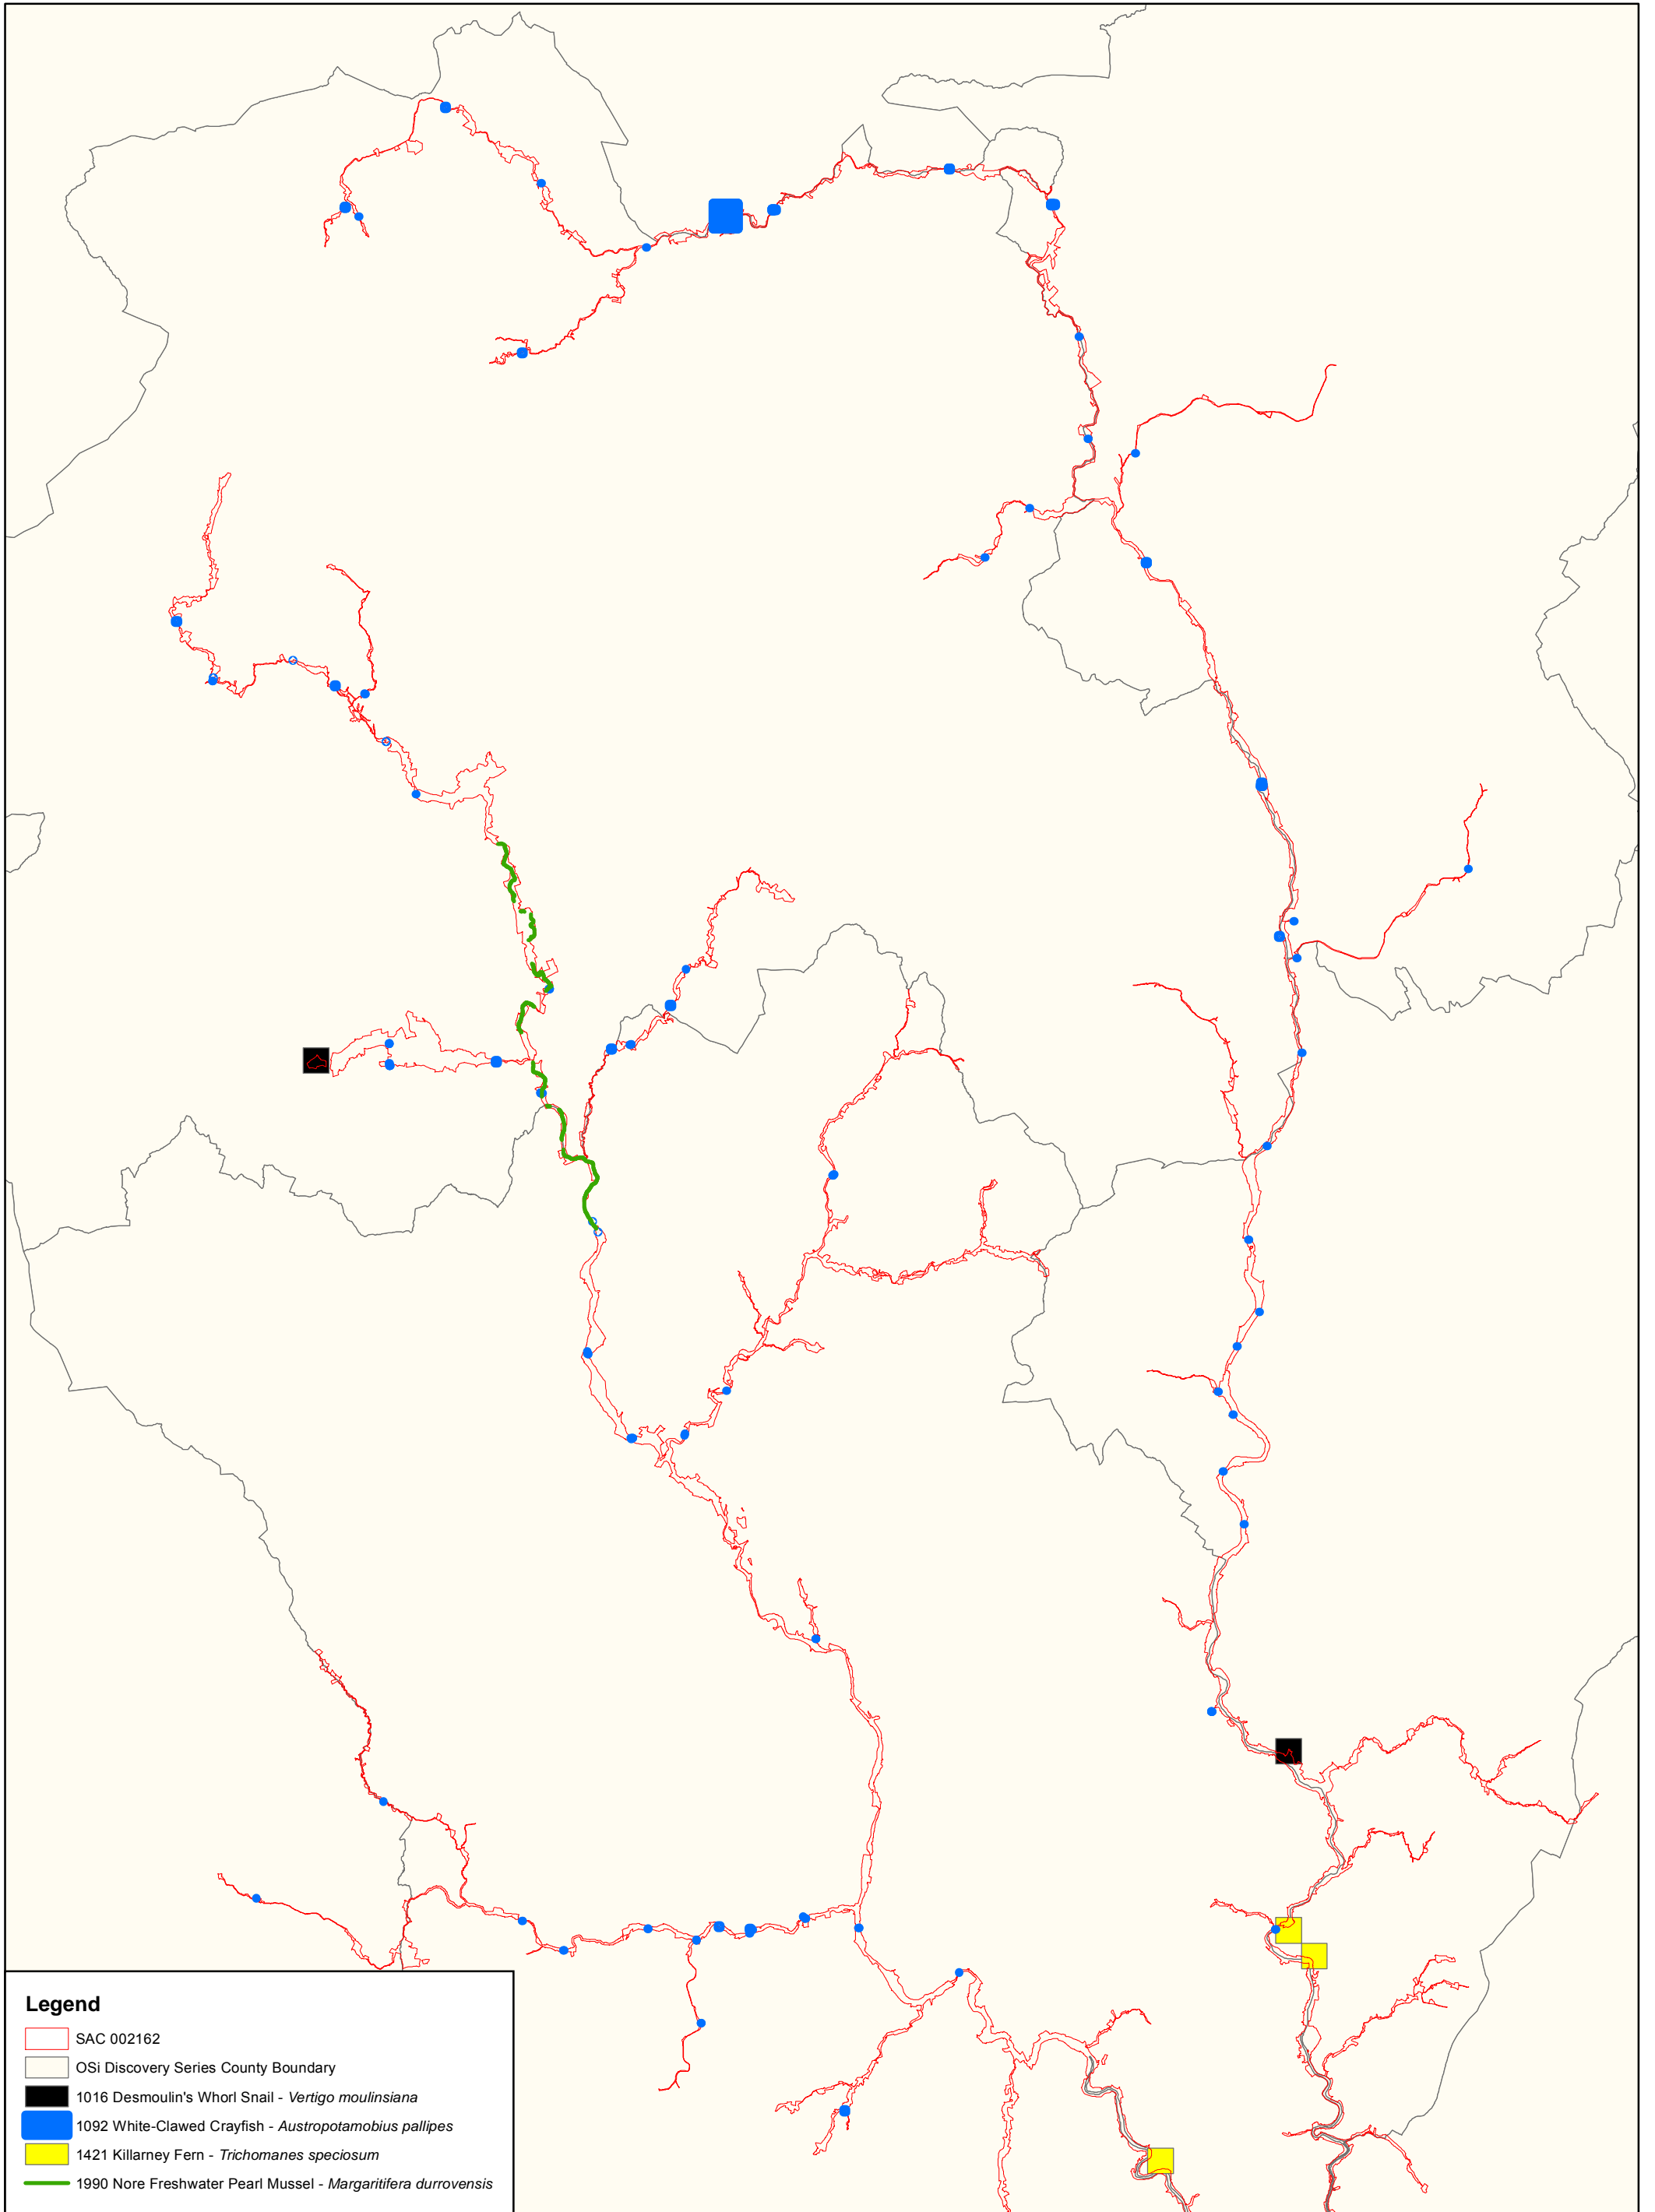 Legend
SAC 002162
OSi Discovery Series County Boundary
1016 Desmoulin's Whorl Snail - Vertigo moulinsiana
1092 White-Clawed Crayfish - Austropotamobius pallipes
1421 Killarney Fern - Trichomanes speciosum
1990 Nore Freshwater Pearl Mussel - Margaritifera durrovensis